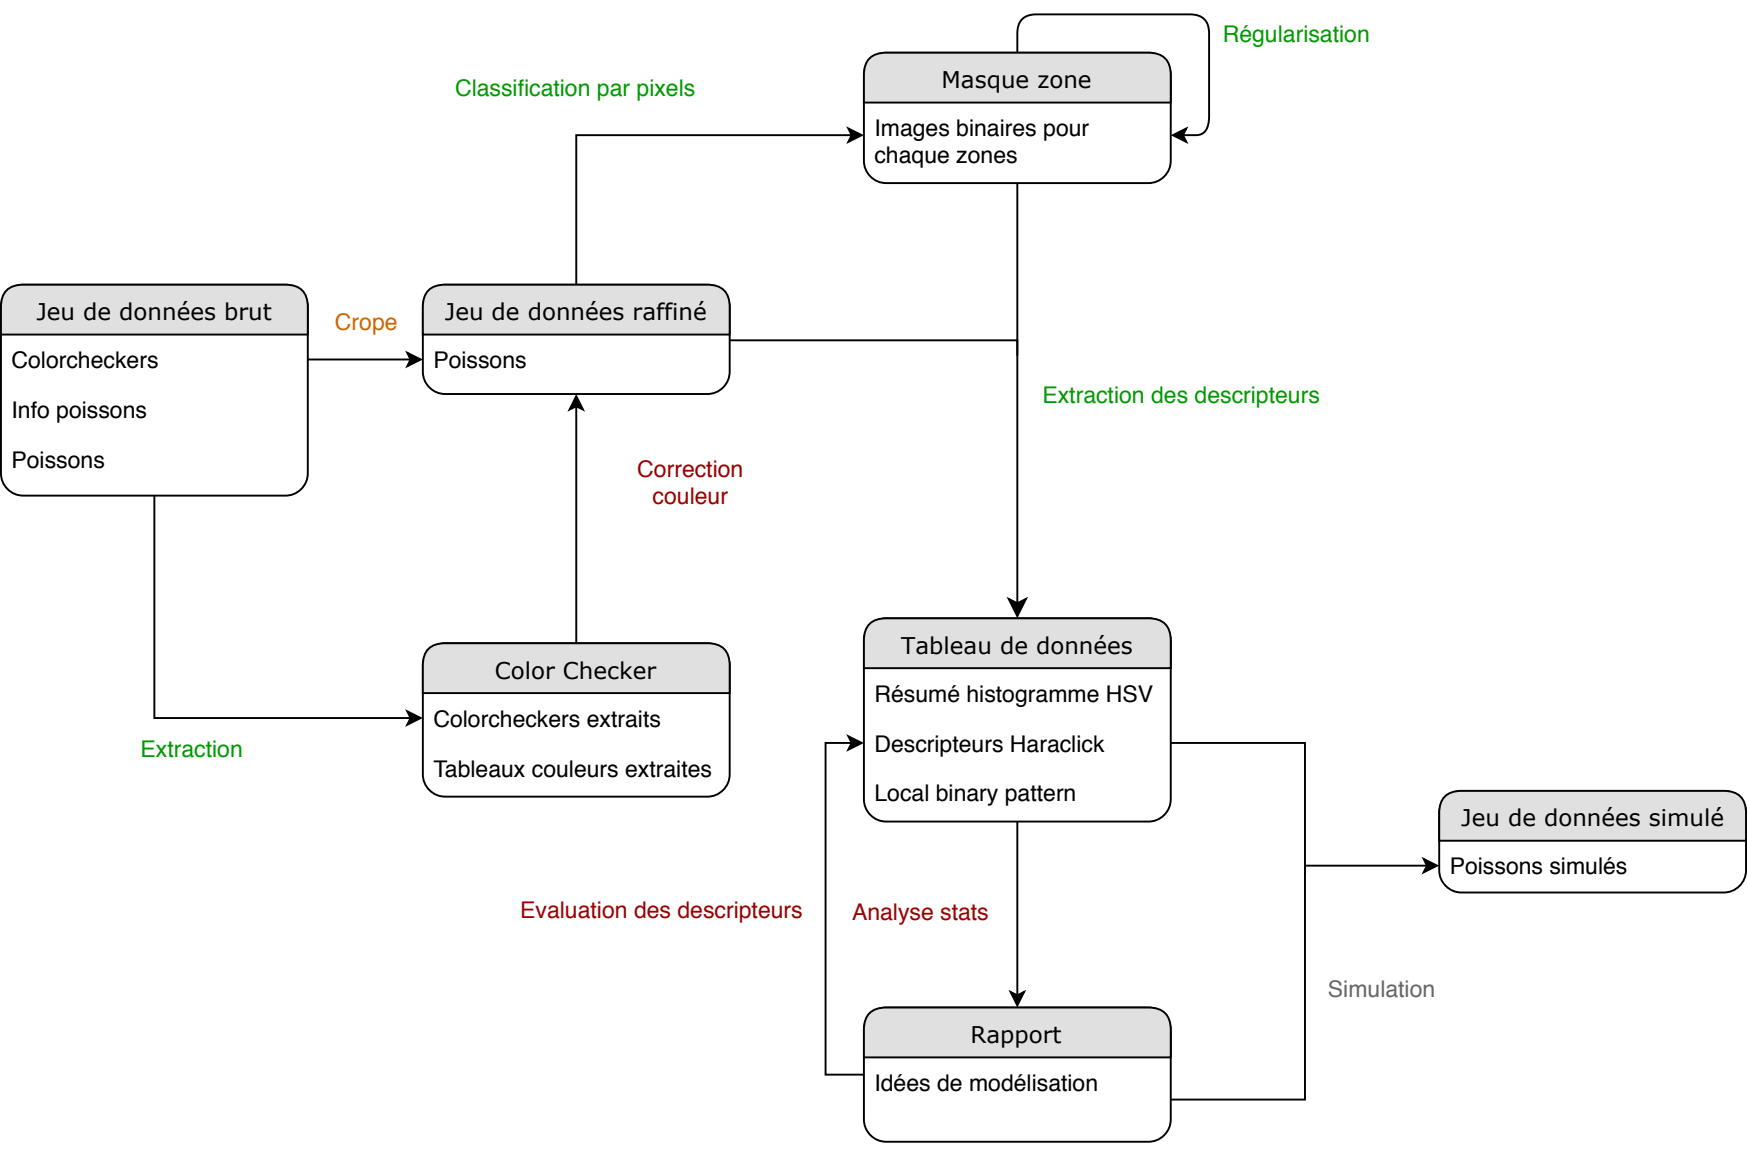 Régularisation
Masque zone
Classification par pixels
Images binaires pour
chaque zones
Jeu de données brut
Crope
Jeu de données raffiné
Colorcheckers
Poissons
Info poissons
Poissons
Extraction des descripteurs
Correction
couleur
Color Checker
Tableau de données
Extraction
Colorcheckers extraits
Tableaux couleurs extraites
Résumé histogramme HSV
Descripteurs Haraclick
Local binary pattern
Jeu de données simulé
Poissons simulés
Evaluation des descripteurs
Analyse stats
Simulation
Rapport
Idées de modélisation